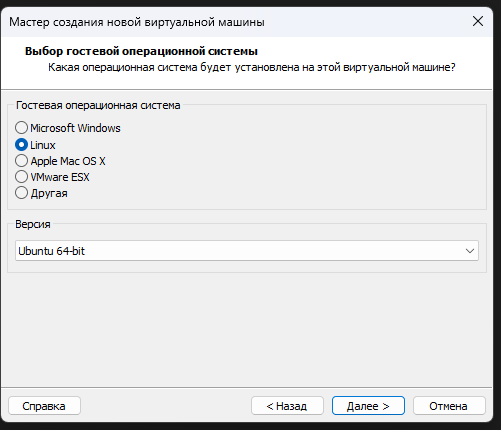 Мастер создания новой виртуальной машины
Выбор гостевой операционной системы
Какая операционная система будет установлена на этой виртуальной машине?
Гостевая операционная система
Microsoft Windows
Linux
Apple Mac OS X
VMware ESX
Другая
Версия
Ubuntu 64-bit
Справка
< Назад
Далее >
Отмена